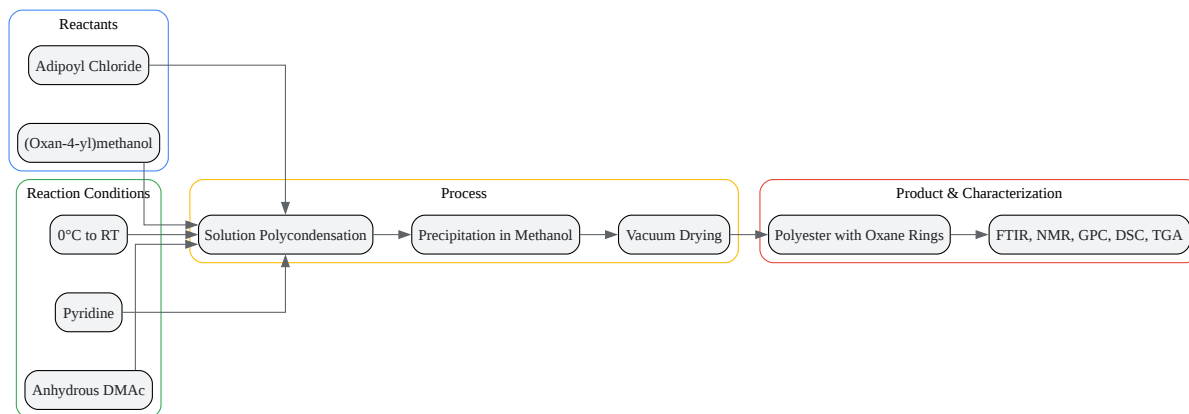 Reactants
Adipoyl Chloride
(Oxan-4-yl)methanol
Reaction Conditions
0°C to RT
Pyridine
Anhydrous DMAc
Process
Solution Polycondensation
Precipitation in Methanol
Vacuum Drying
Product & Characterization
Polyester with Oxane Rings
FTIR, NMR, GPC, DSC, TGA